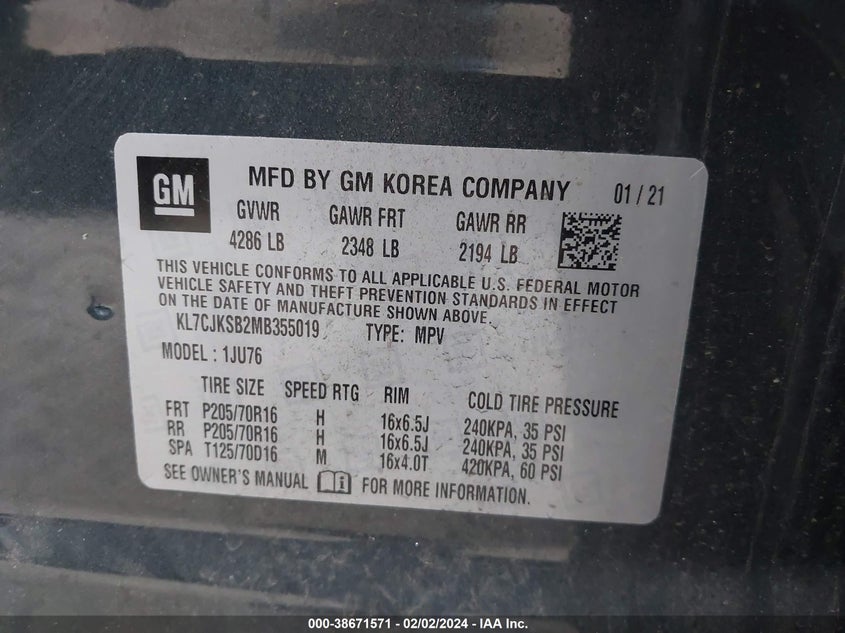 GM
MFD BY GM KOREA COMPANY 01 / 21
GVWR GAWR FRT GAWR RR
4286 LB 2348 LB 2194 LB
THIS VEHICLE CONFORMS TO ALL APPLICABLE U.S. FEDERAL MOTOR
VEHICLE SAFETY AND THEFT PREVENTION STANDARDS IN EFFECT
ON THE DATE OF MANUFACTURE SHOWN ABOVE.
KL7CJKSB2MB355019 TYPE: MPV
MODEL : 1JU76
TIRE SIZE SPEED RTG RIM COLD TIRE PRESSURE
FRT P205/70R16 H 16x6.5J 240KPA, 35 PSI
RR P205/70R16 H 16x6.5J 240KPA, 35 PSI
SPA T125/70D16 M 16x4.0T 420KPA, 60 PSI
SEE OWNER'S MANUAL FOR MORE INFORMATION.
000-38671571 - 02/02/2024 - IAA Inc.